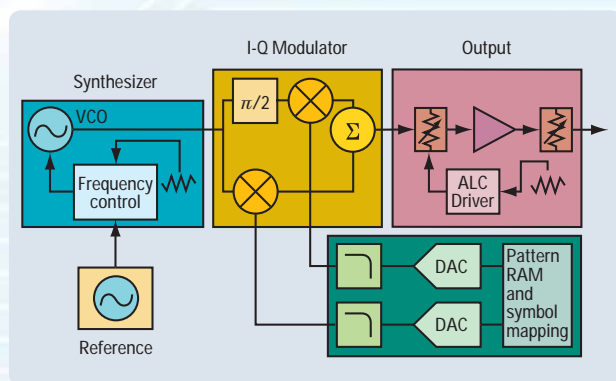 I-Q Modulator
Output
Synthesizer
VCO
π/2
Σ
Frequency
control
ALC
Driver
DAC
Pattern
RAM
and
symbol
mapping
DAC
Reference